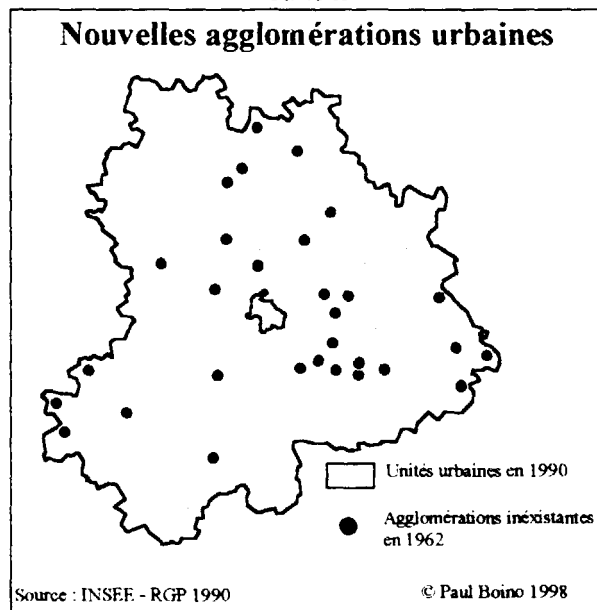 Nouvelles agglomérations urbaines
Unités urbaines en 1990
Agglomérations inéxistantes
en 1962
Source : INSEE - RGP 1990
© Paul Boino 1998